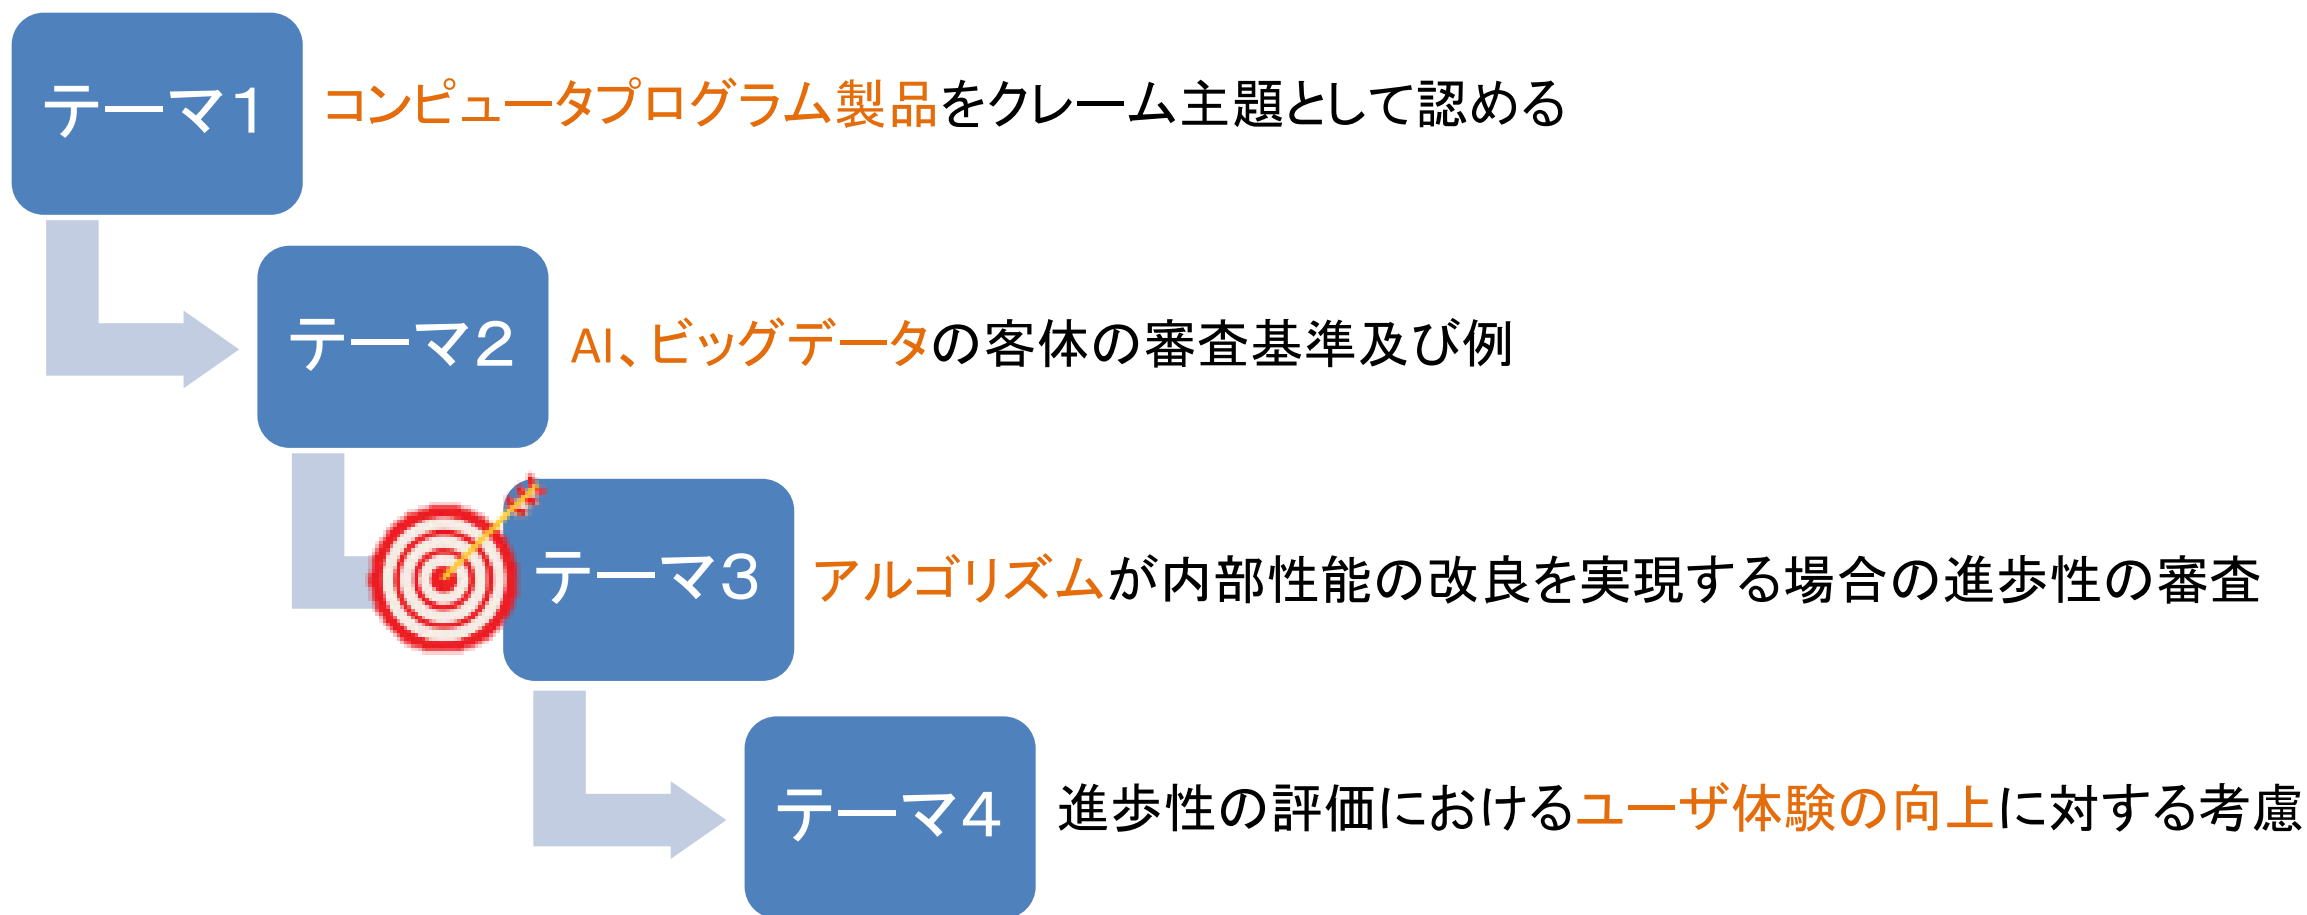 テーマ1
コンピュータプログラム製品をクレーム主題として認める
テーマ2
AI、ビッグデータの客体の審査基準及び例
テーマ3
アルゴリズムが内部性能の改良を実現する場合の進歩性の審査
テーマ4
進歩性の評価におけるユーザ体験の向上に対する考慮